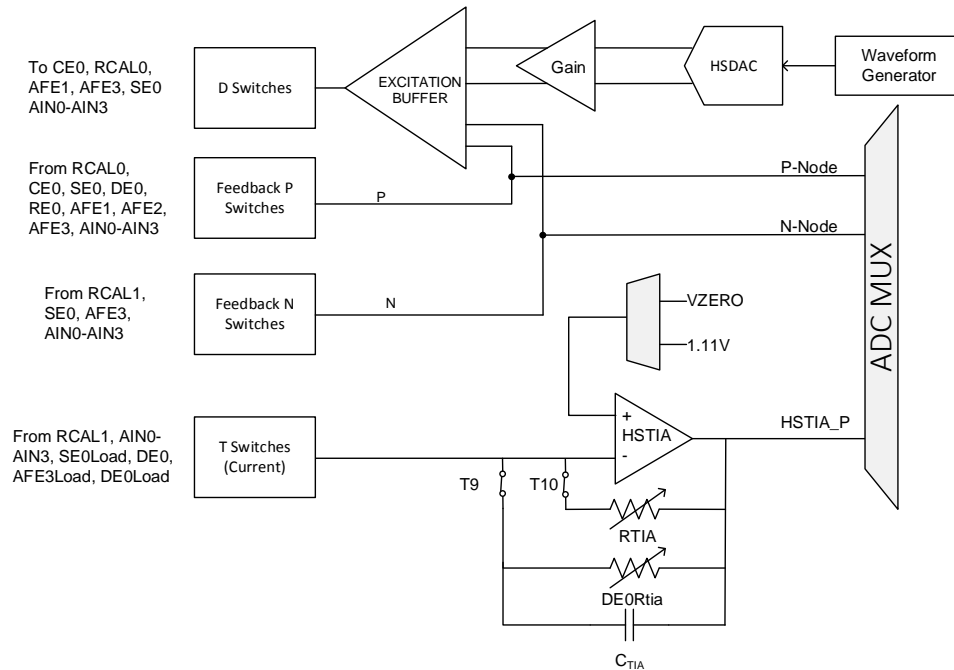 To CE0, RCAL0,
AFE1, AFE3, SE0
AIN0-AIN3
D Switches
EXCITATION
BUFFER
Gain
HSDAC
Waveform
Generator
From RCAL0,
CE0, SE0, DE0,
RE0, AFE1, AFE2,
AFE3, AIN0-AIN3
Feedback P
Switches
P
P-Node
N-Node
From RCAL1,
SE0, AFE3,
AIN0-AIN3
Feedback N
Switches
N
VZERO
1.11V
ADC MUX
From RCAL1, AIN0-
AIN3, SE0Load, DE0,
AFE3Load, DE0Load
T Switches
(Current)
+
HSTIA
-
HSTIA_P
T9
T10
RTIA
DE0Rtia
CTIA